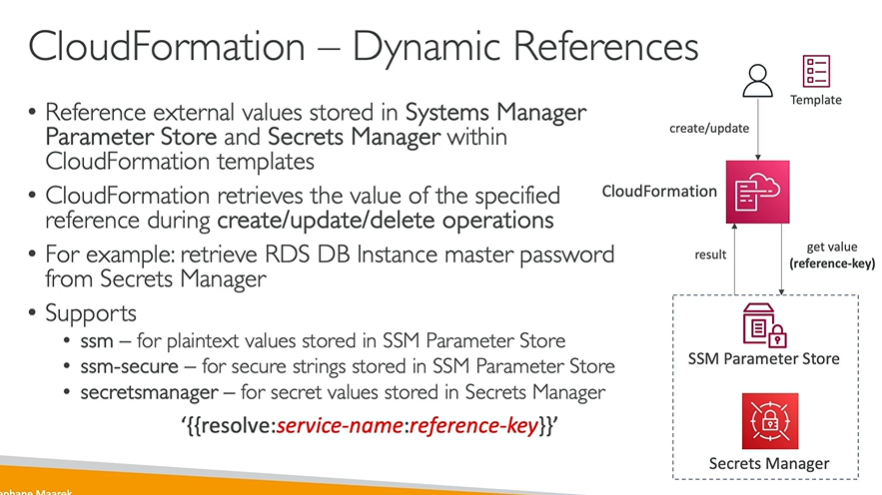 CloudFormation – Dynamic References
• Reference external values stored in Systems Manager
Parameter Store and Secrets Manager within
CloudFormation templates
• CloudFormation retrieves the value of the specified
reference during create/update/delete operations
• For example: retrieve RDS DB Instance master password
from Secrets Manager
• Supports
• ssm – for plaintext values stored in SSM Parameter Store
• ssm-secure – for secure strings stored in SSM Parameter Store
• secretsmanager – for secret values stored in Secrets Manager
‘{{resolve:service-name:reference-key}}’
Template
create/update
CloudFormation
result
get value
(reference-key)
SSM Parameter Store
Secrets Manager
Maarek